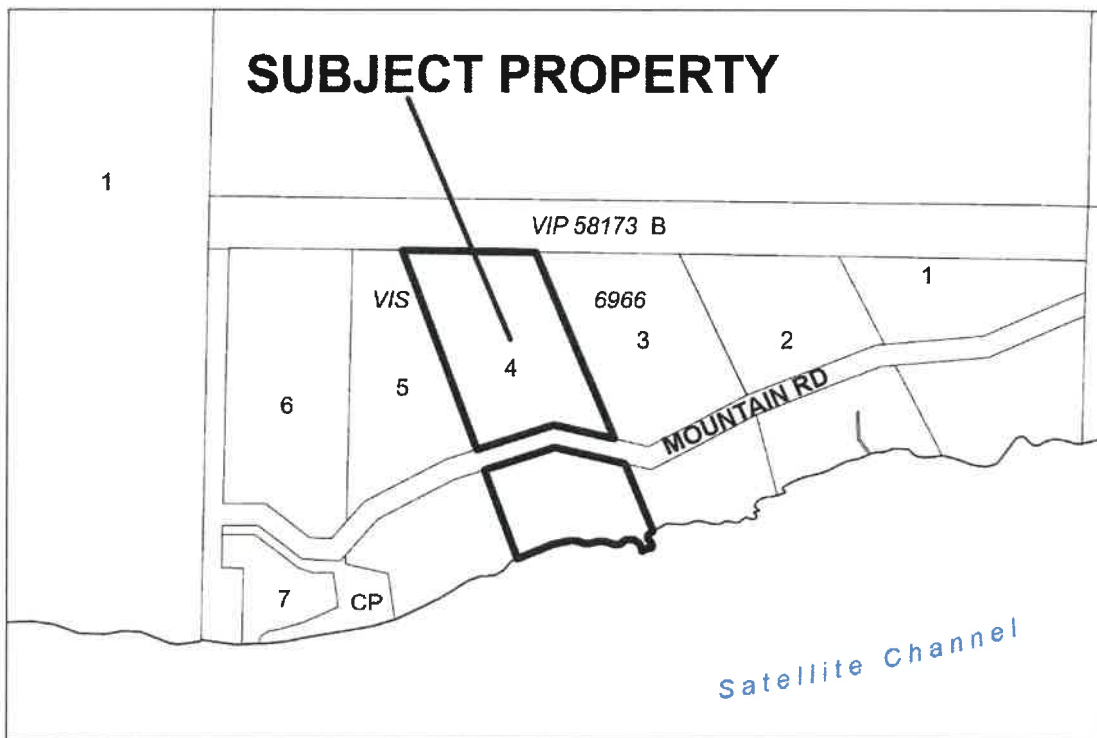 SUBJECT PROPERTY
1
VIP 58173 B
VIS
6966
1
3
2
4
5
6
MOUNTAIN RD
7
CP
Satellite Channel